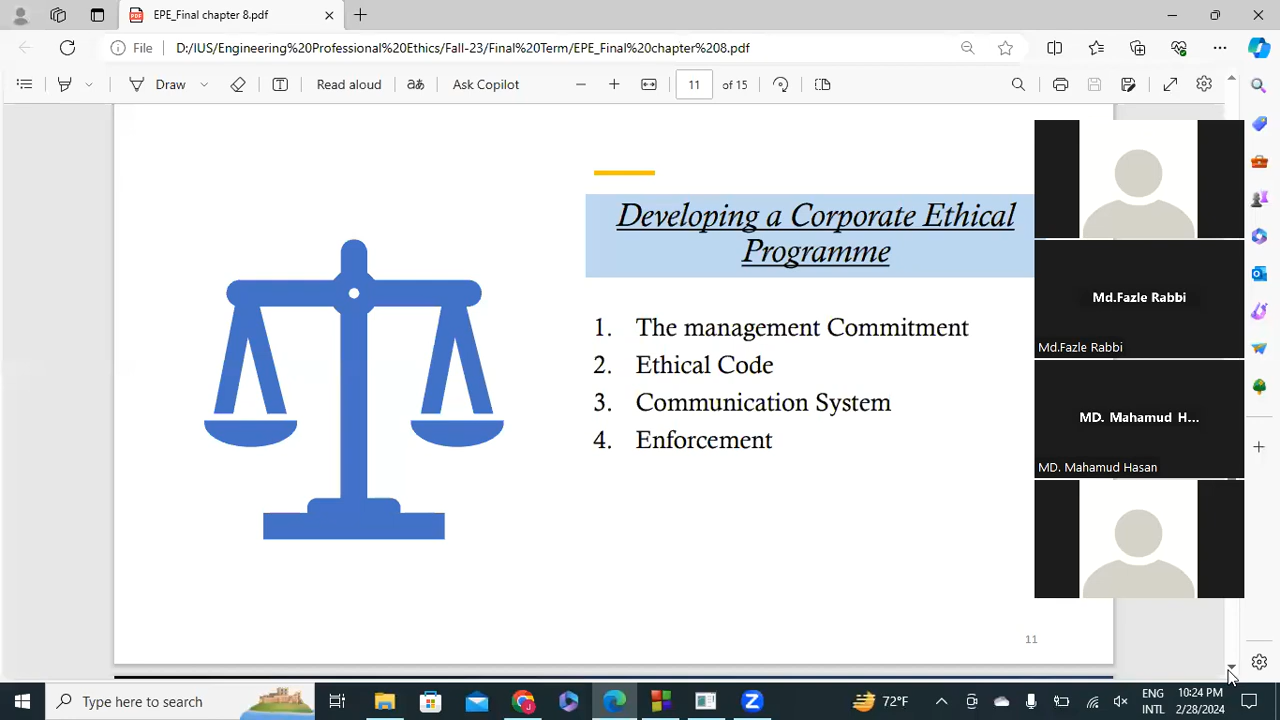 EPE_Final chapter 8.pdf
File
D:/IUS/Engineering%20Professional%20Ethics/Fall-23/Final%20Term/EPE_Final%20chapter%208.pdf
Draw
Read aloud
Ask Copilot
11
of 15
Developing a Corporate Ethical
Programme
1. The management Commitment
2. Ethical Code
3. Communication System
4. Enforcement
11
Md.Fazle Rabbi
Md.Fazle Rabbi
MD. Mahamud H...
MD. Mahamud Hasan
Type here to search
72°F
ENG
INTL
10:24 PM
2/28/2024